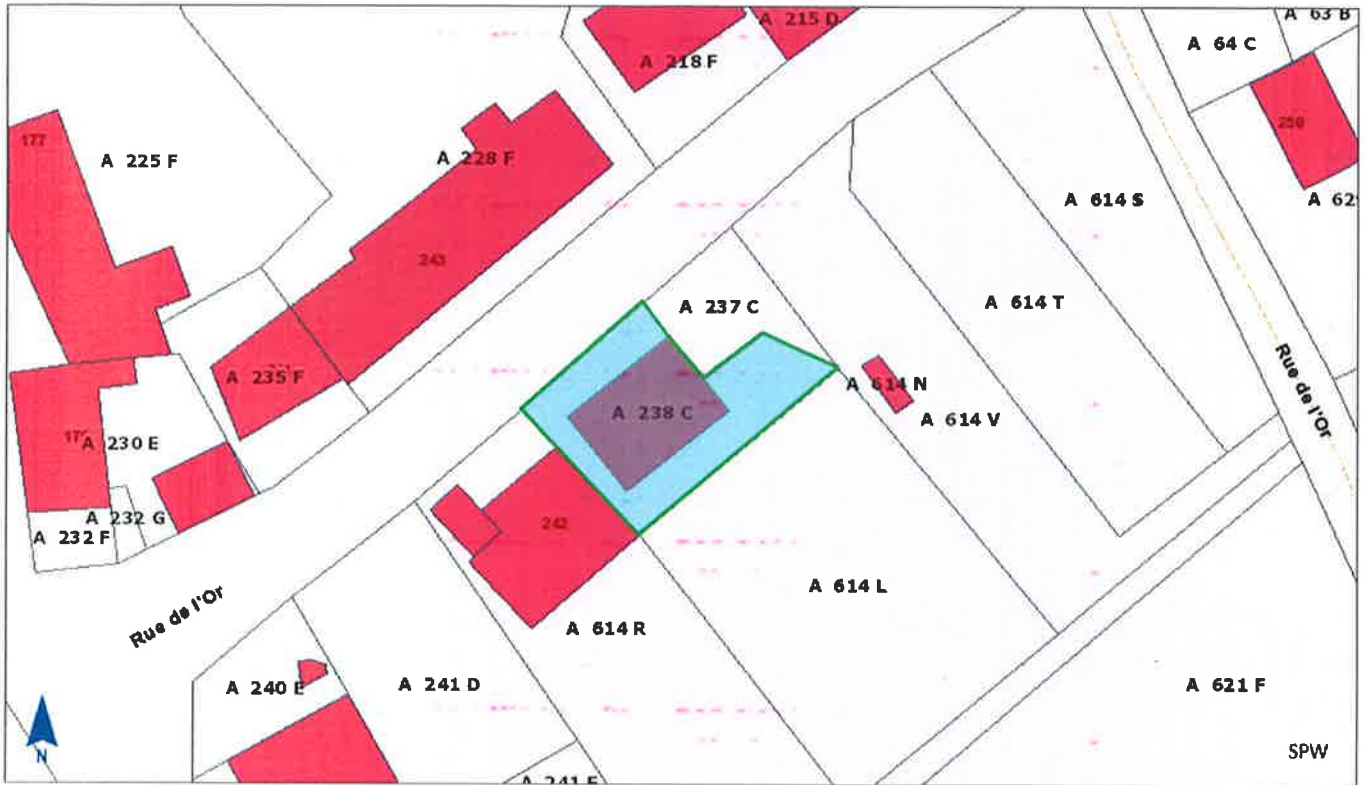 A 215 D
A 63 B
A 64 C
A 218 F
250
177
A 225 F
A 228 F
A 62
A 614 S
243
A 614 T
A 237 C
Rue de l'Or
A 235 F
A 614 N
A 238 C
A 614 V
A 230 E
242
A 232 G
A 232 F
A 614 L
Rue de l'Or
A 614 R
A 240 E
A 241 D
A 621 F
N
SPW